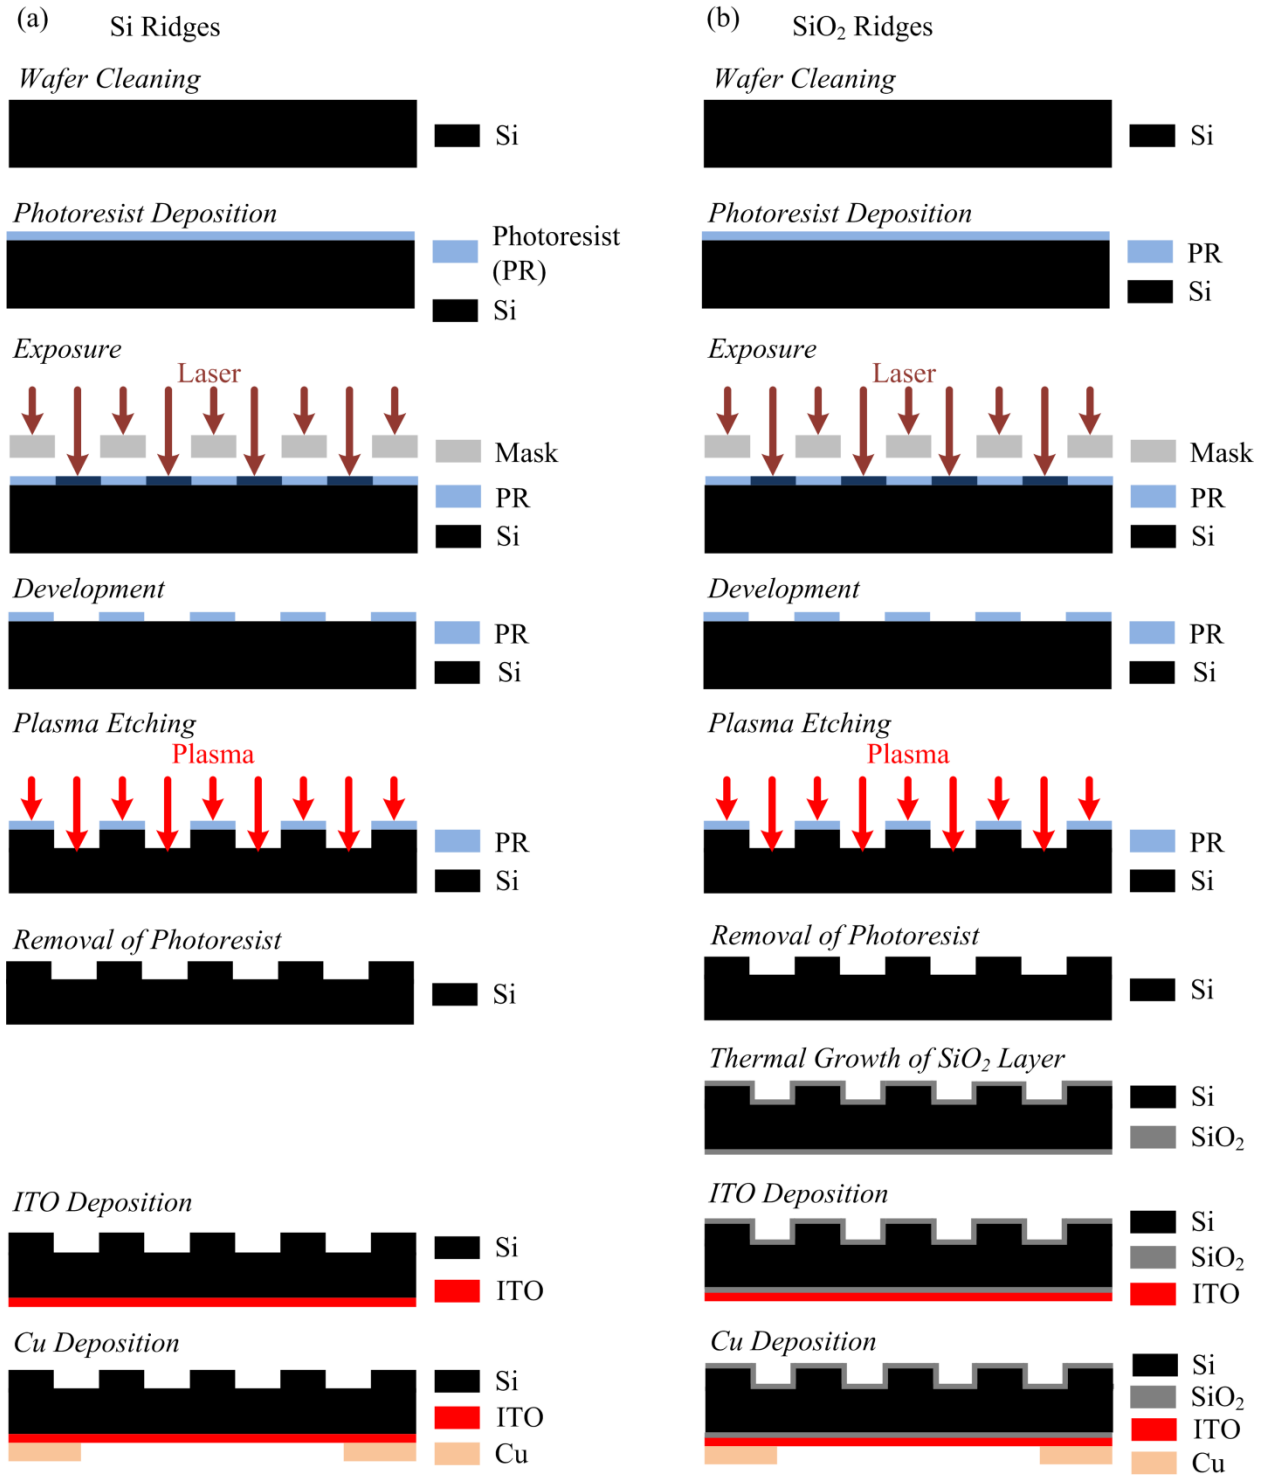 (a) Si Ridges
Wafer Cleaning
Si
Photoresist Deposition
Photoresist
(PR)
Si
Exposure
Laser
Mask
PR
Si
Development
PR
Si
Plasma Etching
Plasma
PR
Si
Removal of Photoresist
Si
ITO Deposition
Si
ITO
Cu Deposition
Si
ITO
Cu
(b) SiO₂ Ridges
Wafer Cleaning
Si
Photoresist Deposition
PR
Si
Exposure
Laser
Mask
PR
Si
Development
PR
Si
Plasma Etching
Plasma
PR
Si
Removal of Photoresist
Si
Thermal Growth of SiO₂ Layer
Si
SiO₂
ITO Deposition
Si
SiO₂
ITO
Cu Deposition
Si
SiO₂
ITO
Cu